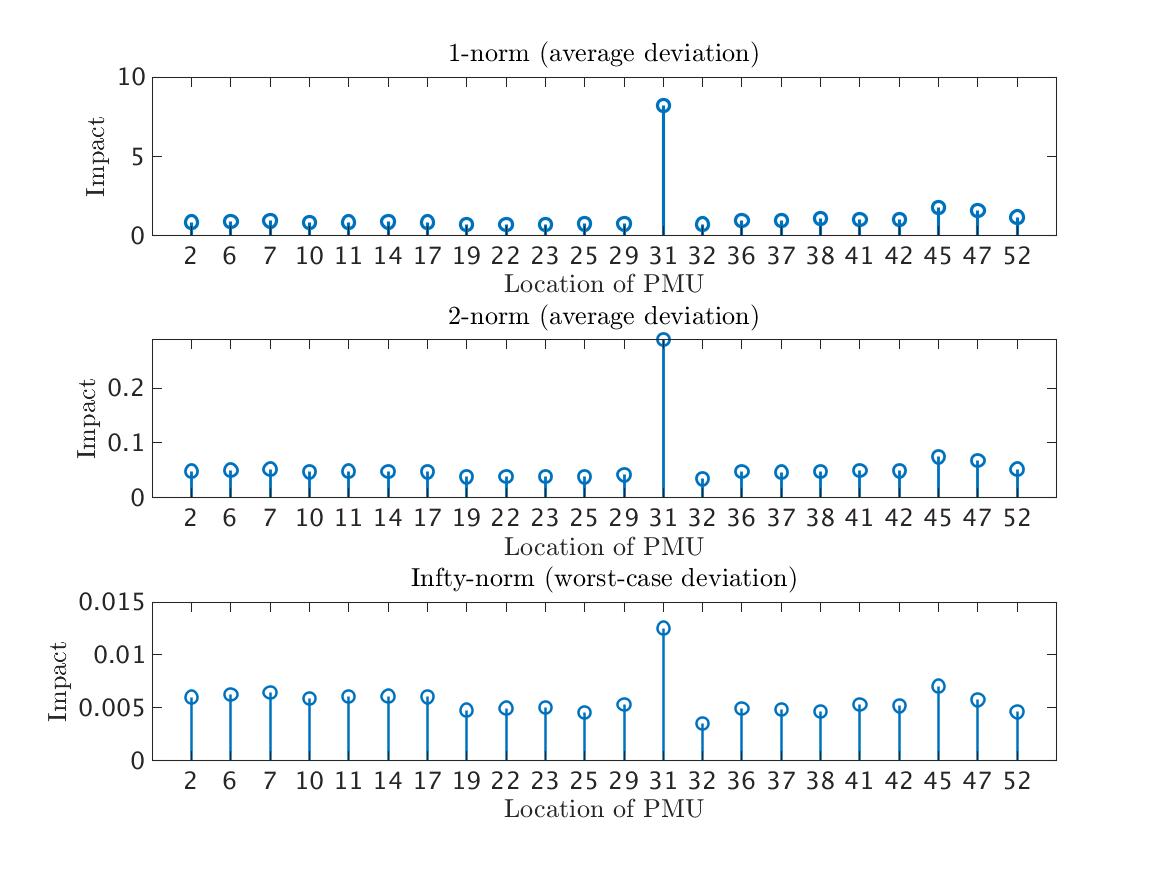 1-norm (average deviation)
10
5
0
Impact
2 6 7 10 11 14 17 19 22 23 25 29 31 32 36 37 38 41 42 45 47 52
Location of PMU
2-norm (average deviation)
0.2
0.1
0
Impact
2 6 7 10 11 14 17 19 22 23 25 29 31 32 36 37 38 41 42 45 47 52
Location of PMU
Infty-norm (worst-case deviation)
0.015
0.01
0.005
0
Impact
2 6 7 10 11 14 17 19 22 23 25 29 31 32 36 37 38 41 42 45 47 52
Location of PMU